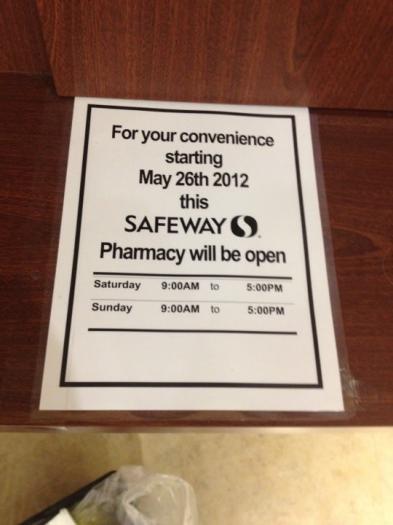 For your convenience
starting
May 26th 2012
this
SAFEWAY
Pharmacy will be open
Saturday 9:00AM to 5:00PM
Sunday 9:00AM to 5:00PM